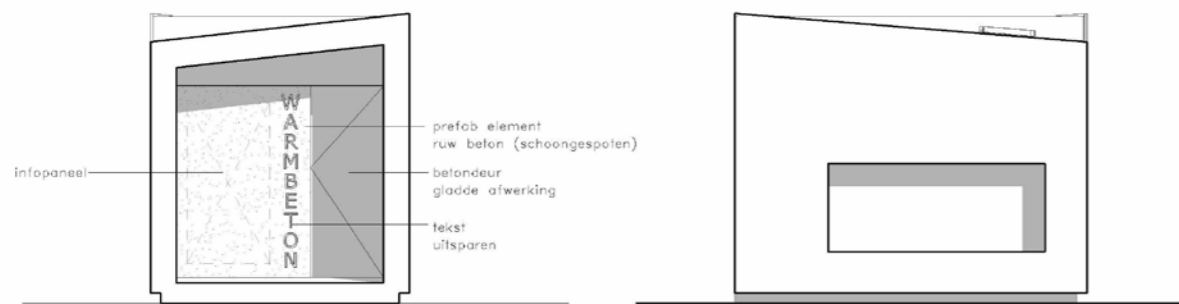 WARMBETON
prefab element
ruw beton (schoongespoten)
infopaneel
betondeur
gladde afwerking
tekst
uitsparen